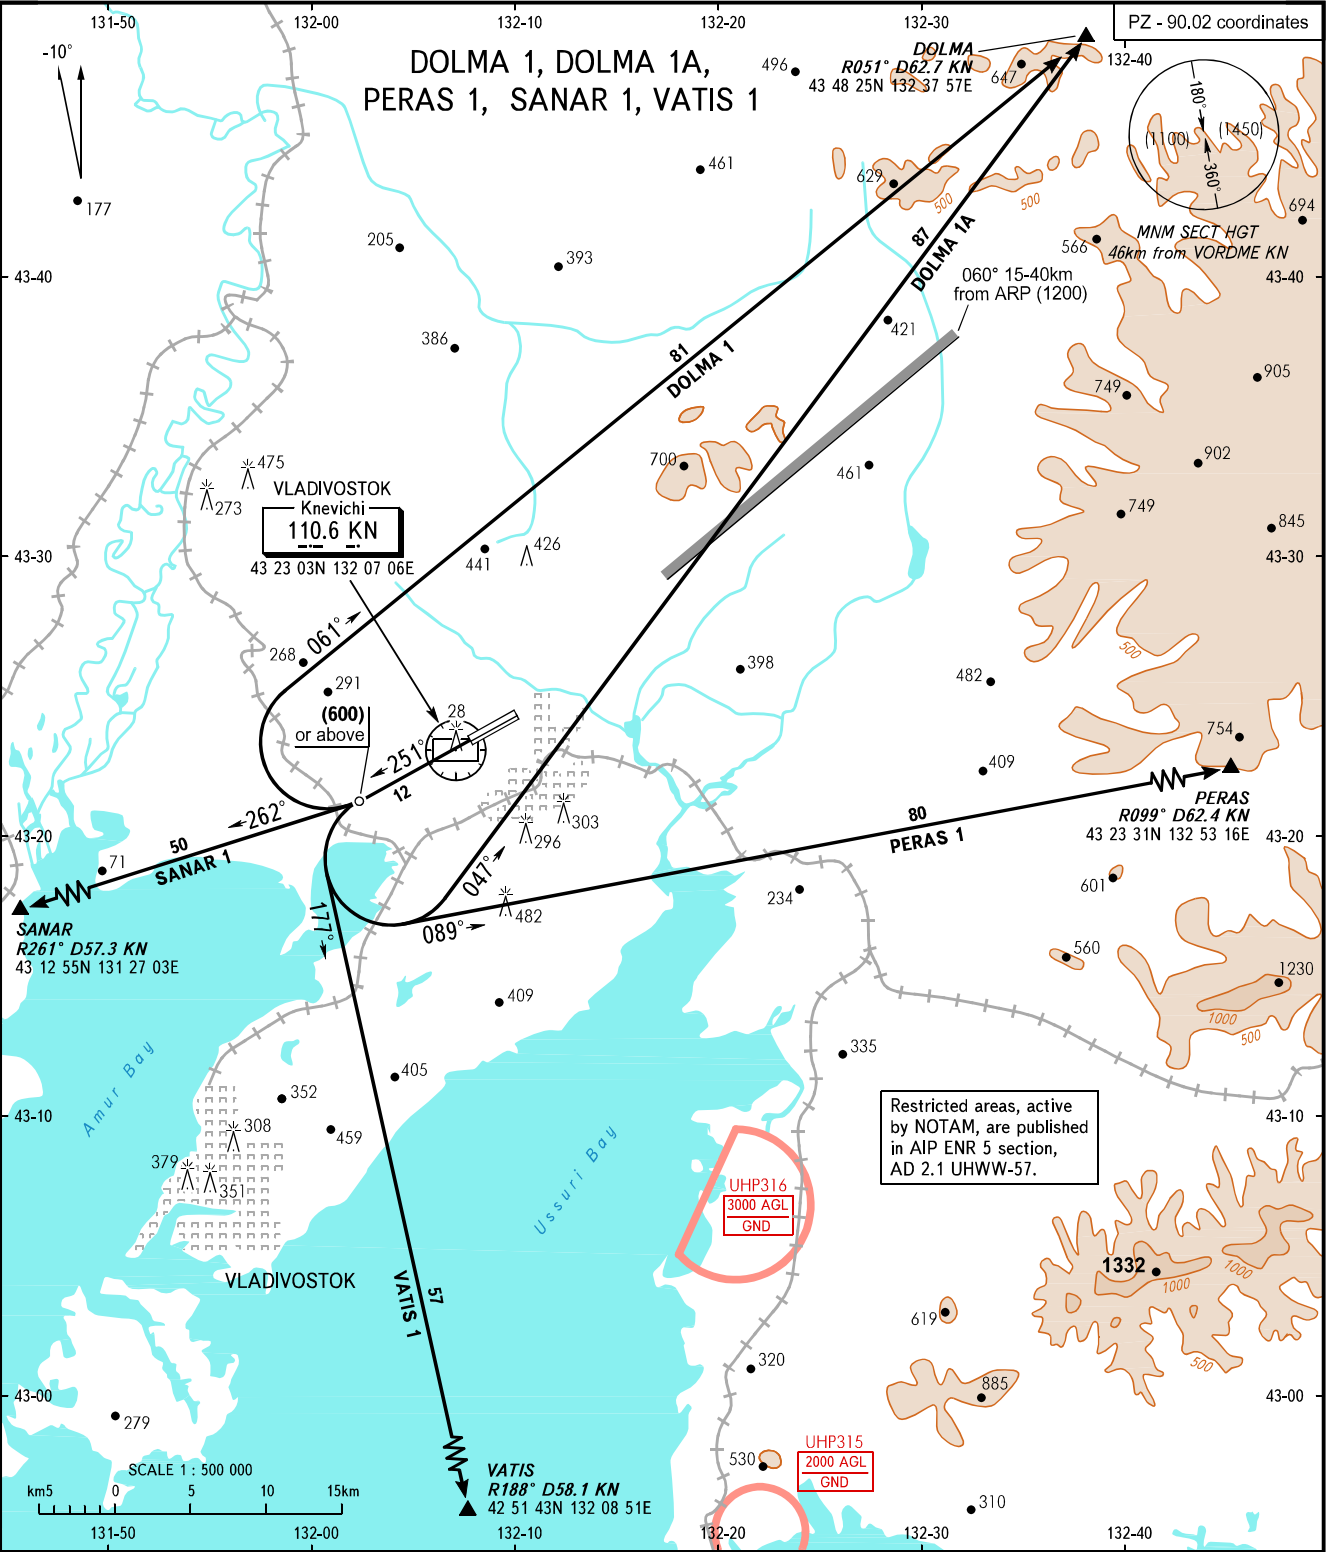 131-50
132-00
132-10
132-20
132-30
PZ - 90.02 coordinates
132-40
-10°
DOLMA 1, DOLMA 1A,
PERAS 1, SANAR 1, VATIS 1
DOLMA
R051° D62.7 KN
43 48 25N 132 37 57E
496
647
180°
(1100)
(1450)
360°
MNM SECT HGT
46km from VORDME KN
461
629
500
500
177
694
205
393
566
87
DOLMA 1A
43-40
43-40
060° 15-40km
from ARP (1200)
421
386
81
DOLMA 1
905
749
475
273
700
461
902
VLADIVOSTOK
Knevichi
110.6 KN
43 23 03N 132 07 06E
749
845
441
426
43-30
43-30
061°
268
291
398
482
500
(600)
or above
28
754
251°
12
409
262°
50
SANAR 1
303
296
80
PERAS 1
PERAS
R099° D62.4 KN
43 23 31N 132 53 16E
43-20
43-20
71
047°
482
234
601
SANAR
R261° D57.3 KN
43 12 55N 131 27 03E
177°
089°
560
1230
1000
500
409
335
Amur Bay
405
352
459
308
379
351
43-10
43-10
Restricted areas, active
by NOTAM, are published
in AIP ENR 5 section,
AD 2.1 UHWW-57.
Ussuri Bay
UHP316
3000 AGL
GND
VLADIVOSTOK
57
VATIS 1
1332
1000
1000
500
619
320
885
43-00
43-00
279
530
UHP315
2000 AGL
GND
310
SCALE 1 : 500 000
km5 0 5 10 15km
VATIS
R188° D58.1 KN
42 51 43N 132 08 51E
131-50
132-00
132-10
132-20
132-30
132-40